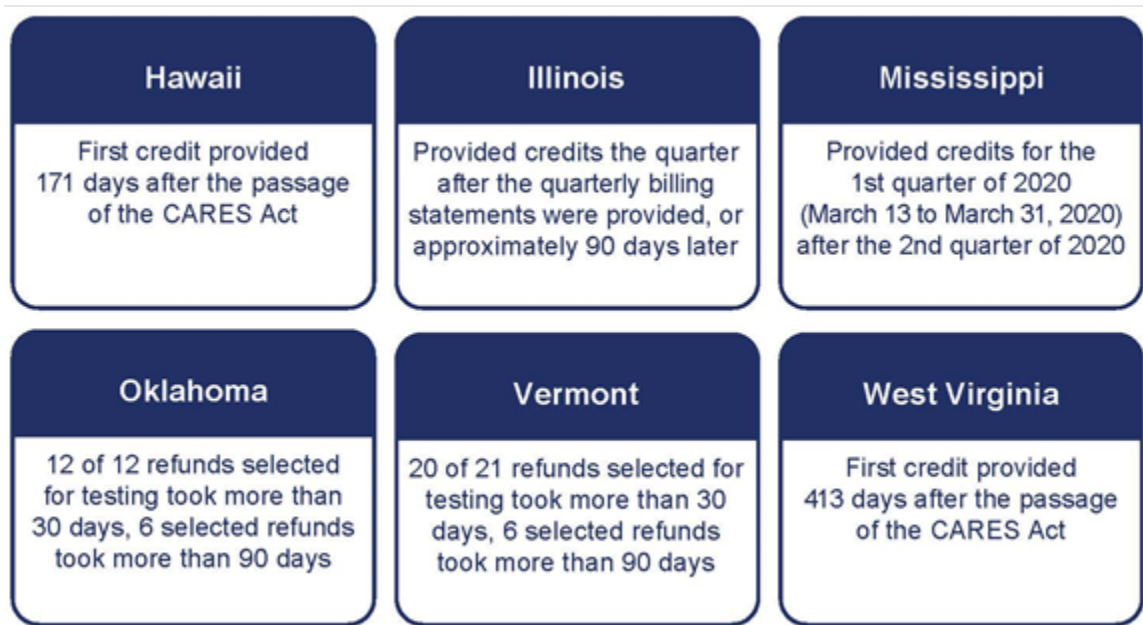 Hawaii
First credit provided
171 days after the passage
of the CARES Act
Illinois
Provided credits the quarter
after the quarterly billing
statements were provided, or
approximately 90 days later
Mississippi
Provided credits for the
1st quarter of 2020
(March 13 to March 31, 2020)
after the 2nd quarter of 2020
Oklahoma
12 of 12 refunds selected
for testing took more than
30 days, 6 selected refunds
took more than 90 days
Vermont
20 of 21 refunds selected for
testing took more than 30
days, 6 selected refunds
took more than 90 days
West Virginia
First credit provided
413 days after the passage
of the CARES Act